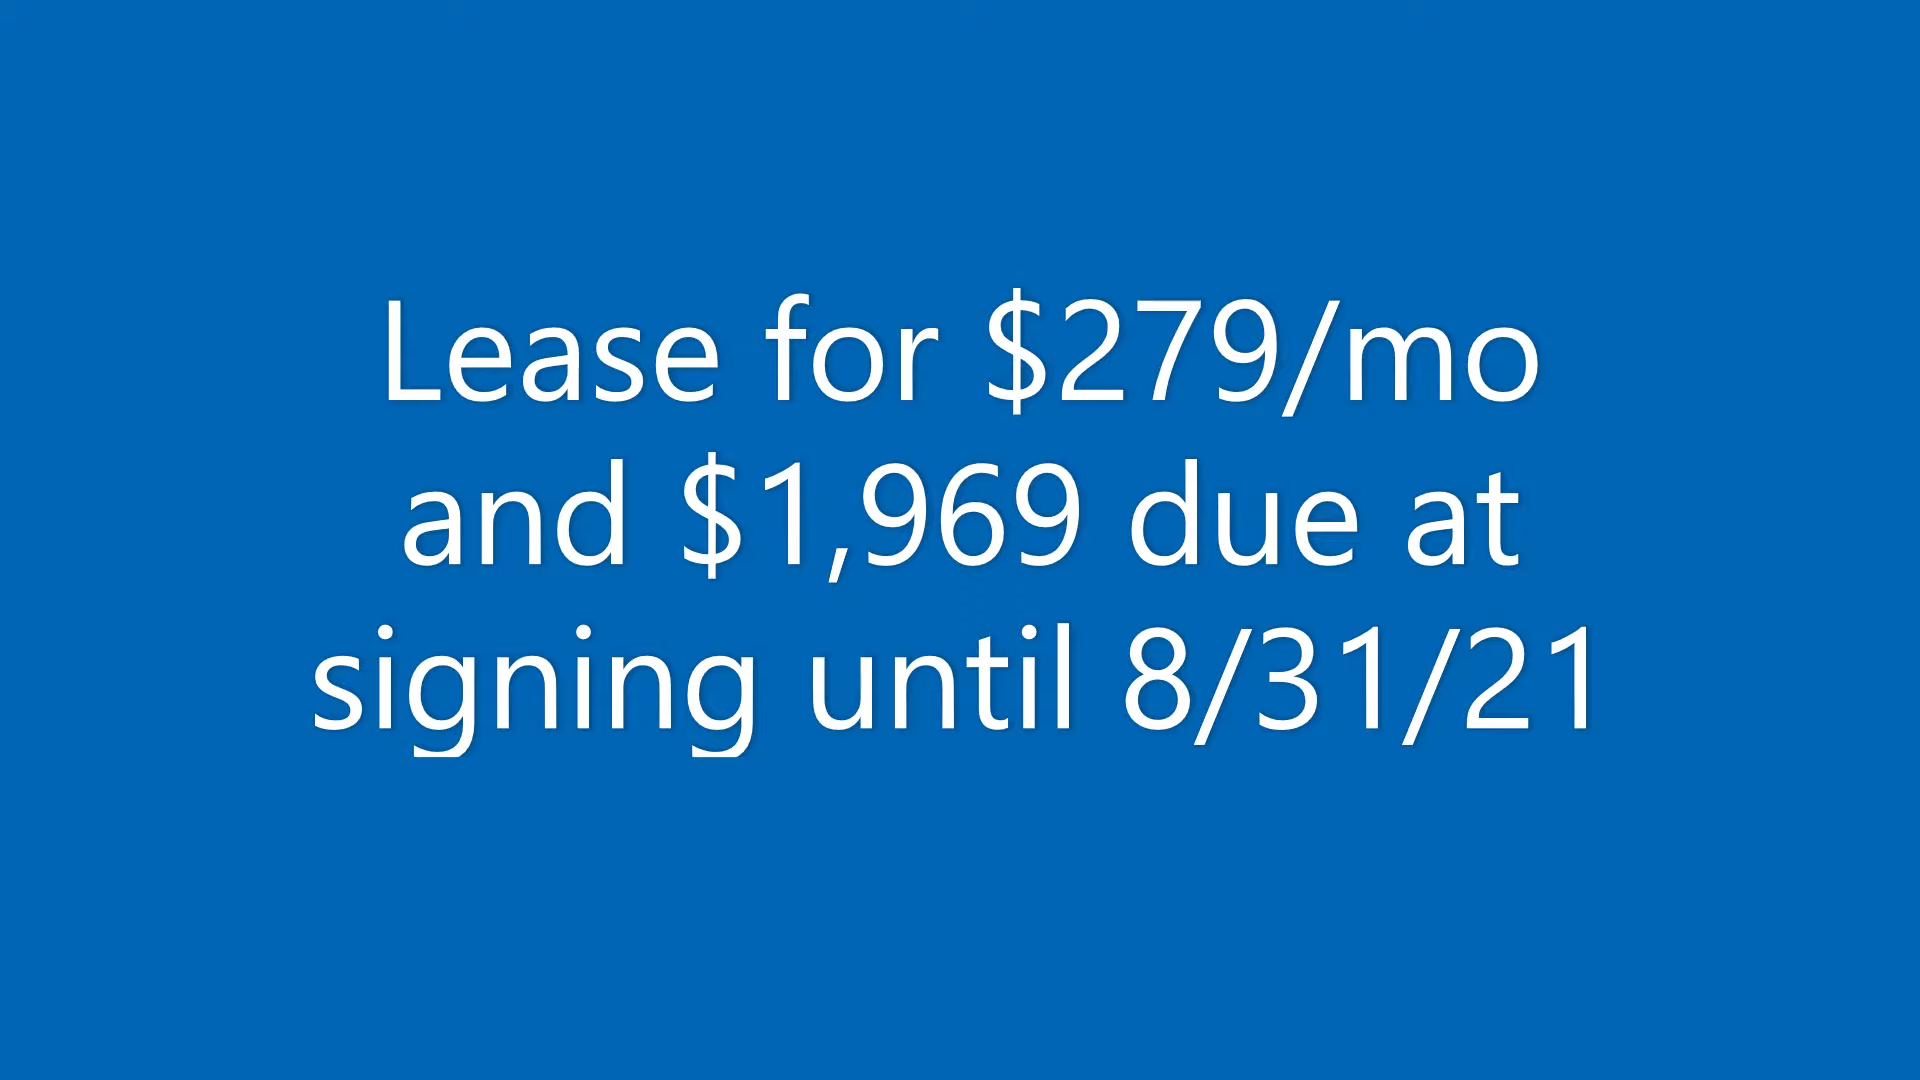 Lease for $279/mo
and $1,969 due at
signing until 8/31/21